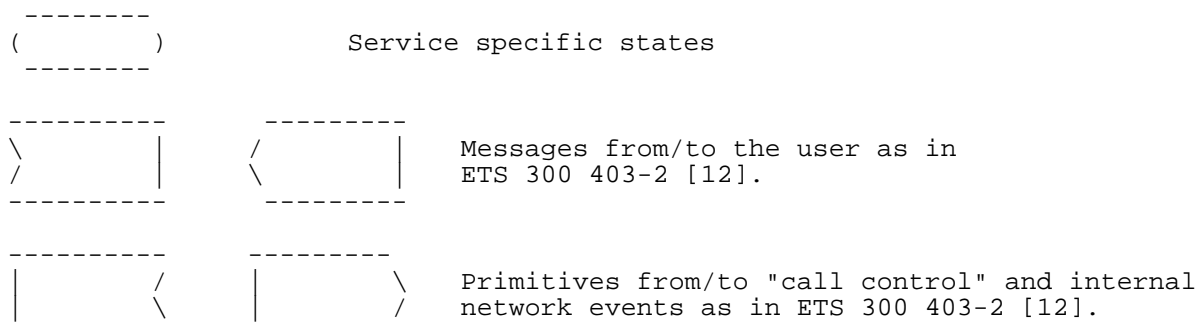 Service specific states
Messages from/to the user as in
ETS 300 403-2 [12].
Primitives from/to "call control" and internal
network events as in ETS 300 403-2 [12].